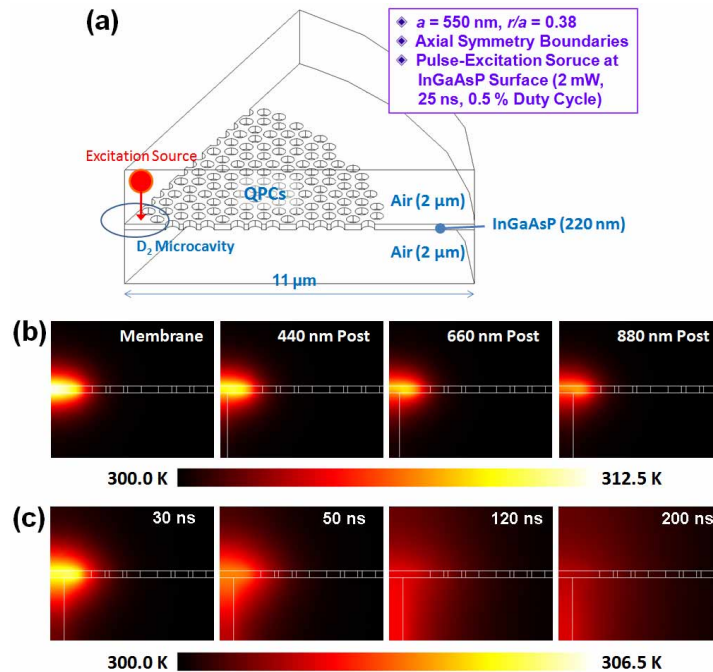 (a)
◈ a = 550 nm, r/a = 0.38
◈ Axial Symmetry Boundaries
◈ Pulse-Excitation Soruce at
InGaAsP Surface (2 mW,
25 ns, 0.5 % Duty Cycle)
Excitation Source
QPCs
Air (2 μm)
InGaAsP (220 nm)
D₂ Microcavity
Air (2 μm)
11 μm
(b)
Membrane
440 nm Post
660 nm Post
880 nm Post
300.0 K
312.5 K
(c)
30 ns
50 ns
120 ns
200 ns
300.0 K
306.5 K